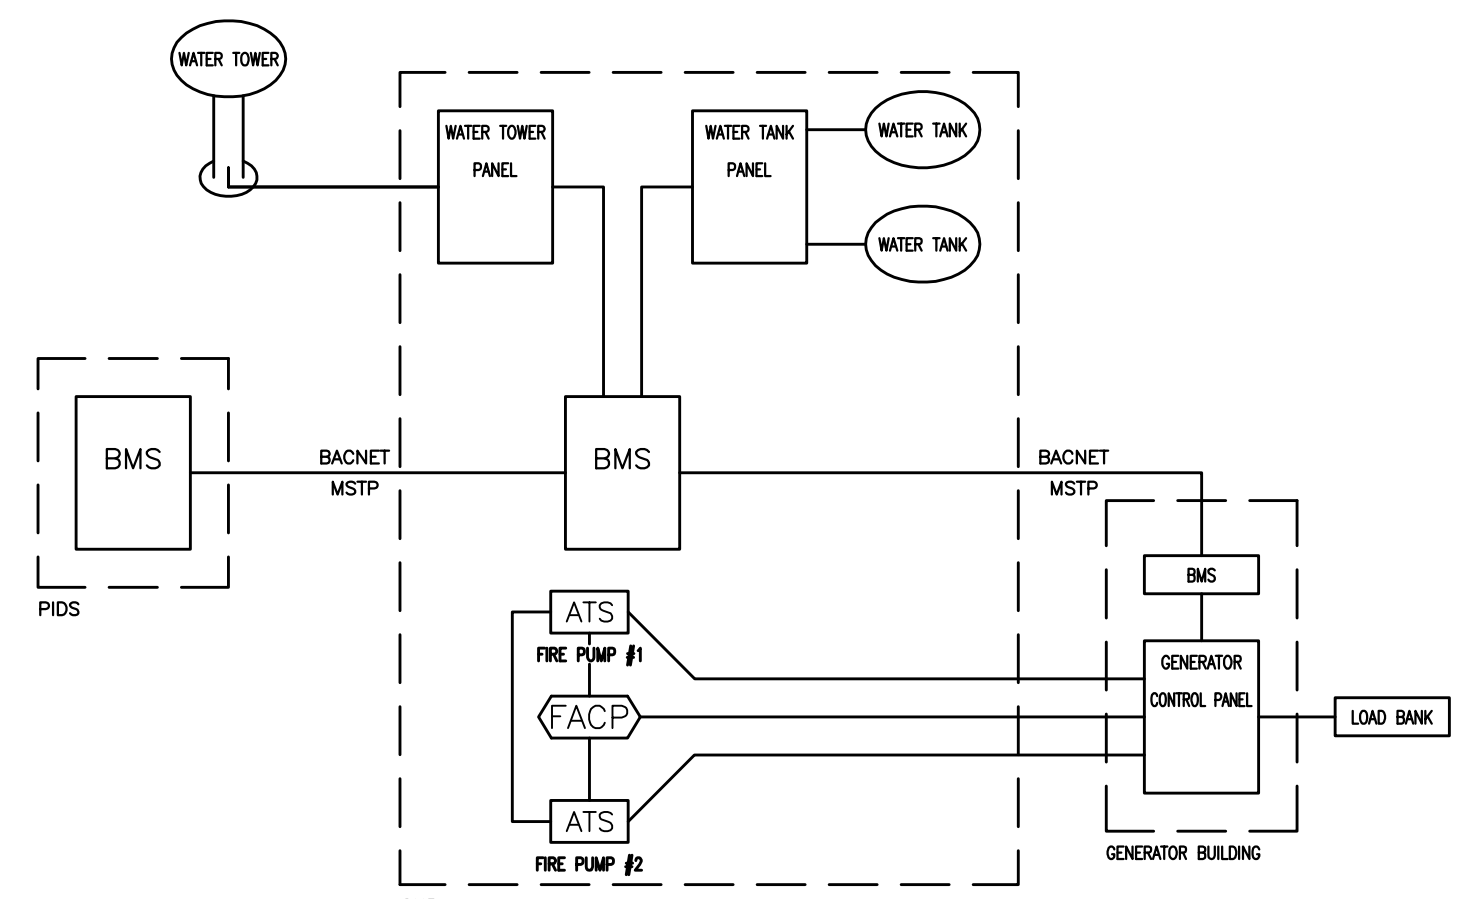 WATER TOWER
WATER TOWER
PANEL
WATER TANK
PANEL
WATER TANK
WATER TANK
BMS
BACNET
MSTP
BMS
BACNET
MSTP
BMS
PIDS
ATS
FIRE PUMP #1
FACP
ATS
FIRE PUMP #2
GENERATOR
CONTROL PANEL
LOAD BANK
GENERATOR BUILDING